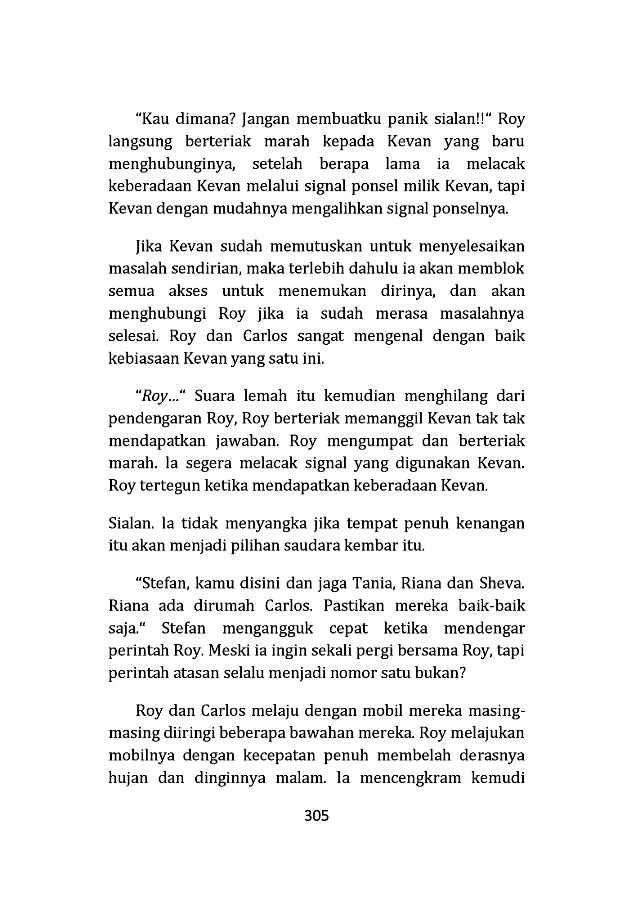 “Kau dimana? Jangan membuatku panik sialan!!“ Roy
langsung berteriak marah kepada Kevan yang baru
menghubunginya, setelah berapa lama ia melacak
keberadaan Kevan melalui signal ponsel milik Kevan, tapi
Kevan dengan mudahnya mengalihkan signal ponselnya.
Jika Kevan sudah memutuskan untuk menyelesaikan
masalah sendirian, maka terlebih dahulu ia akan memblok
semua akses untuk menemukan dirinya, dan akan
menghubungi Roy jika ia sudah merasa masalahnya
selesai. Roy dan Carlos sangat mengenal dengan baik
kebiasaan Kevan yang satu ini.
“Roy...“ Suara lemah itu kemudian menghilang dari
pendengaran Roy, Roy berteriak memanggil Kevan tak tak
mendapatkan jawaban. Roy mengumpat dan berteriak
marah. Ia segera melacak signal yang digunakan Kevan.
Roy tertegun ketika mendapatkan keberadaan Kevan.
Sialan. Ia tidak menyangka jika tempat penuh kenangan
itu akan menjadi pilihan saudara kembar itu.
“Stefan, kamu disini dan jaga Tania, Riana dan Sheva.
Riana ada dirumah Carlos. Pastikan mereka baik-baik
saja.“ Stefan mengangguk cepat ketika mendengar
perintah Roy. Meski ia ingin sekali pergi bersama Roy, tapi
perintah atasan selalu menjadi nomor satu bukan?
Roy dan Carlos melaju dengan mobil mereka masing-
masing diiringi beberapa bawahan mereka. Roy melajukan
mobilnya dengan kecepatan penuh membelah derasnya
hujan dan dinginnya malam. Ia mencengkram kemudi
305